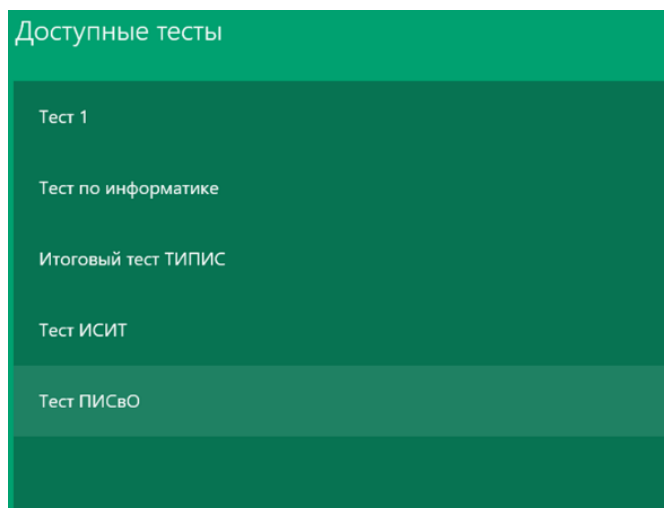 Доступные тесты
Тест 1
Тест по информатике
Итоговый тест ТИПИС
Тест ИСИТ
Тест ПИСвО